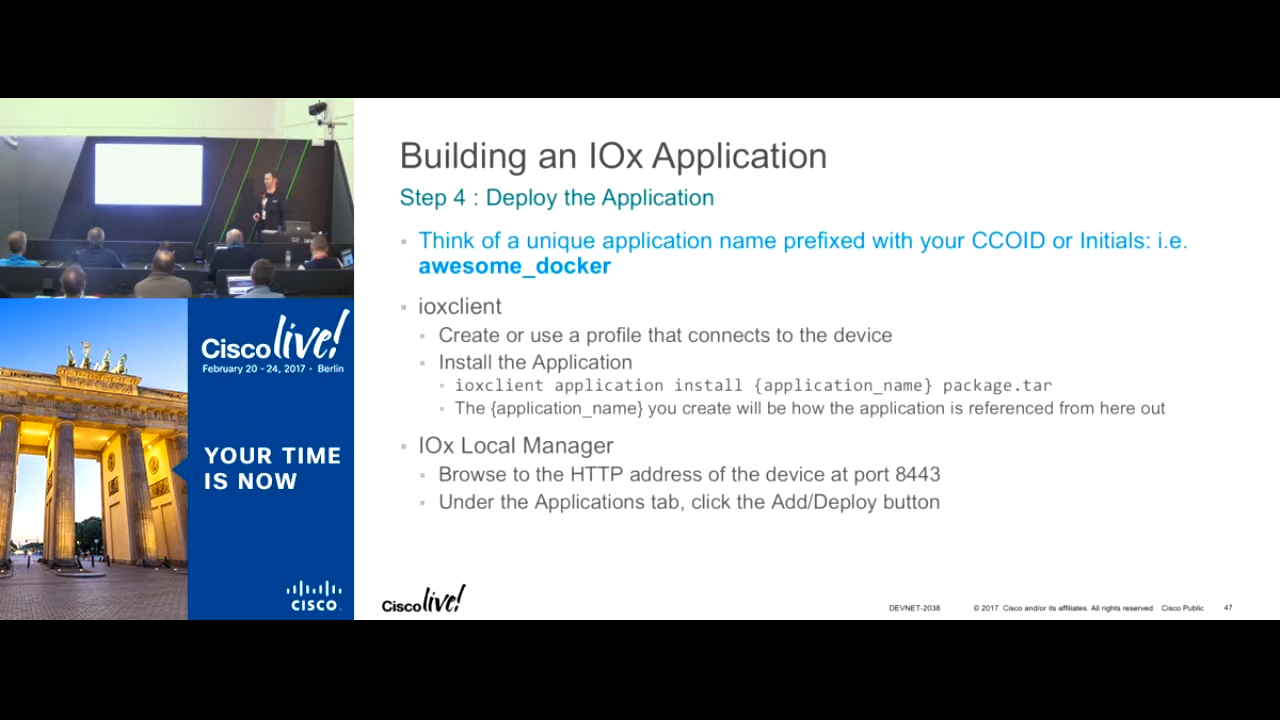 Building an IOx Application
Step 4 : Deploy the Application
Think of a unique application name prefixed with your CCOID or Initials: i.e.
awesome_docker
ioxclient
Create or use a profile that connects to the device
Install the Application
ioxclient application install {application_name} package.tar
The {application_name} you create will be how the application is referenced from here out
IOx Local Manager
Browse to the HTTP address of the device at port 8443
Under the Applications tab, click the Add/Deploy button
Cisco live!
February 20 - 24, 2017 • Berlin
YOUR TIME
IS NOW
CISCO.
Cisco live!
DEVNET-2038
© 2017 Cisco and/or its affiliates. All rights reserved. Cisco Public
47